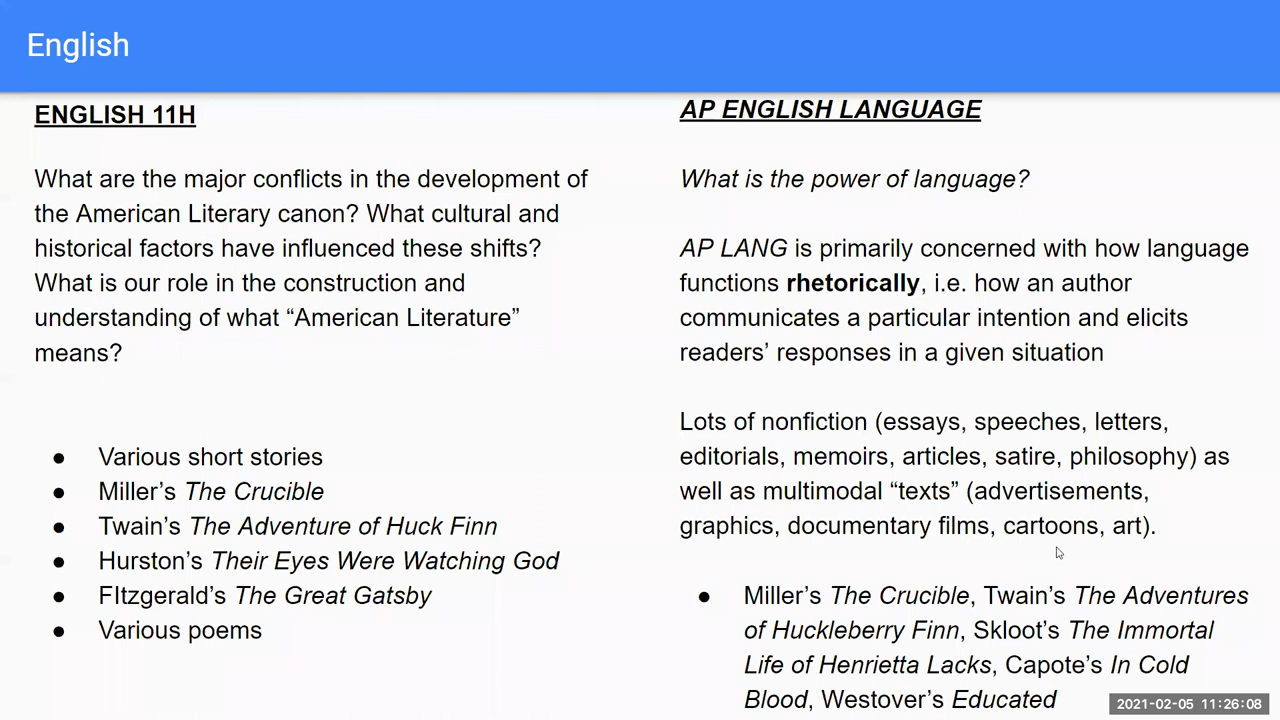 English
ENGLISH 11H
What are the major conflicts in the development of
the American Literary canon? What cultural and
historical factors have influenced these shifts?
What is our role in the construction and
understanding of what “American Literature”
means?
● Various short stories
● Miller’s The Crucible
● Twain’s The Adventure of Huck Finn
● Hurston’s Their Eyes Were Watching God
● FItzgerald’s The Great Gatsby
● Various poems
AP ENGLISH LANGUAGE
What is the power of language?
AP LANG is primarily concerned with how language
functions rhetorically, i.e. how an author
communicates a particular intention and elicits
readers’ responses in a given situation
Lots of nonfiction (essays, speeches, letters,
editorials, memoirs, articles, satire, philosophy) as
well as multimodal “texts” (advertisements,
graphics, documentary films, cartoons, art).
● Miller’s The Crucible, Twain’s The Adventures
of Huckleberry Finn, Skloot’s The Immortal
Life of Henrietta Lacks, Capote’s In Cold
Blood, Westover’s Educated
2021-02-05 11:26:08